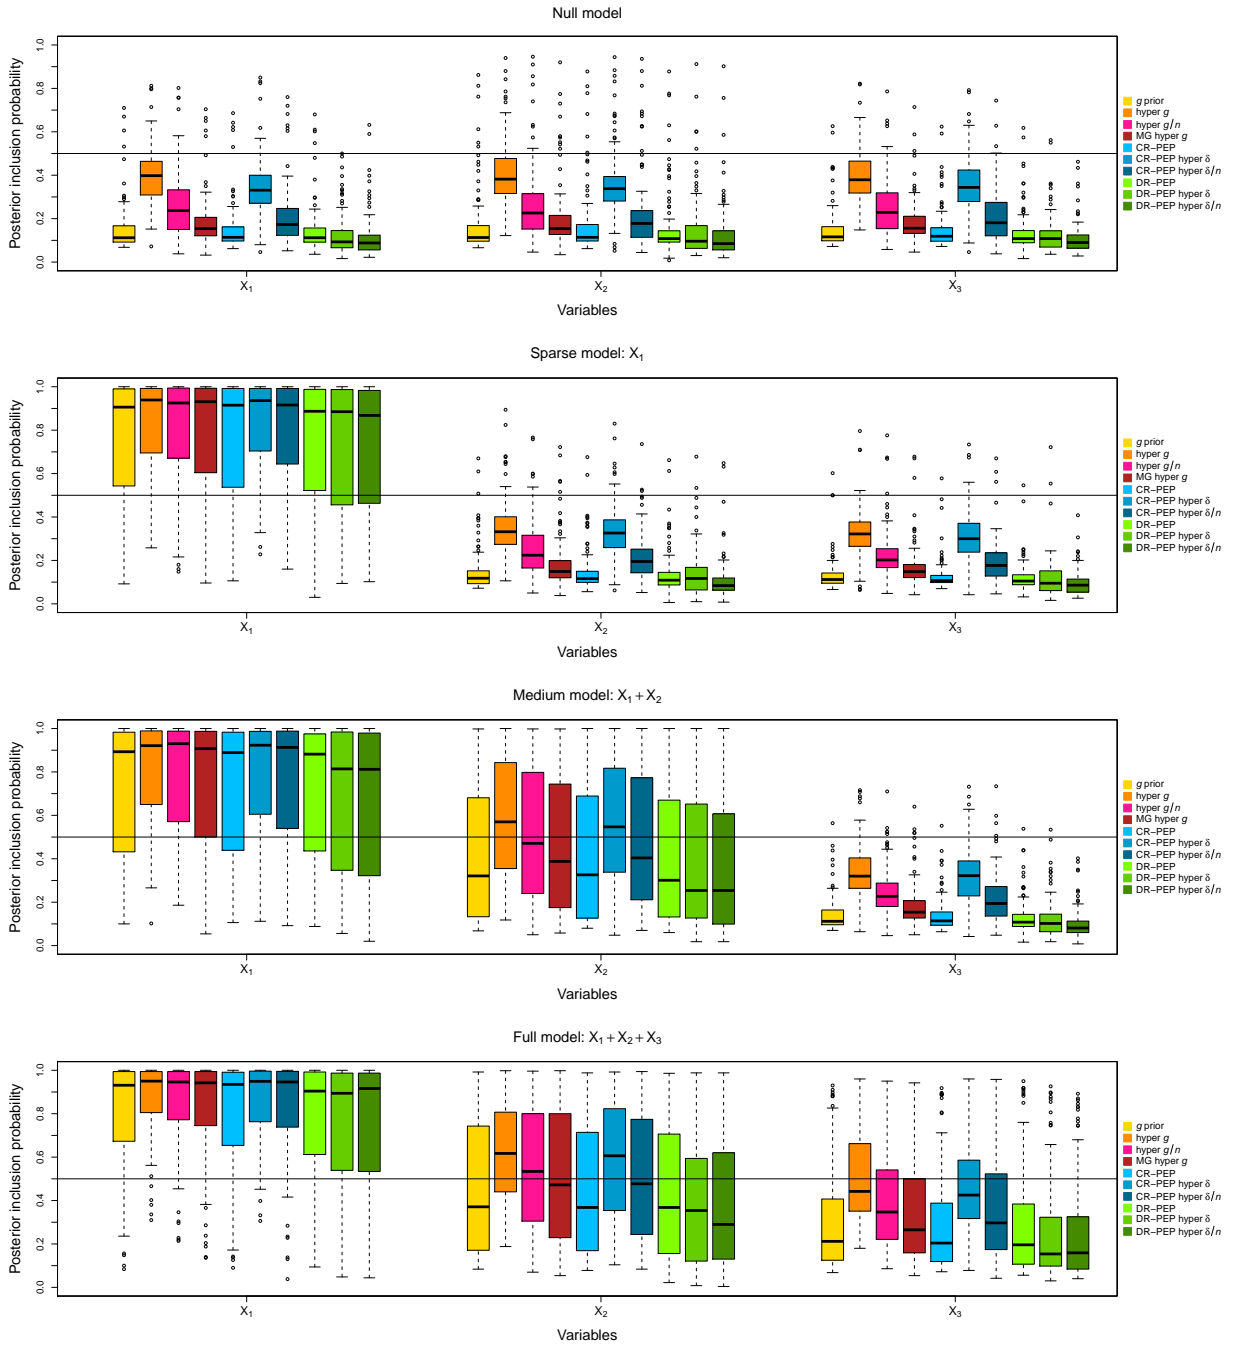 Null model
Posterior inclusion probability
1.0
0.8
0.6
0.4
0.2
0.0
X1
X2
X3
Variables
g prior
hyper g
hyper g/n
MG hyper g
CR−PEP
CR−PEP hyper δ
CR−PEP hyper δ/n
DR−PEP
DR−PEP hyper δ
DR−PEP hyper δ/n
Sparse model: X1
Posterior inclusion probability
1.0
0.8
0.6
0.4
0.2
0.0
X1
X2
X3
Variables
g prior
hyper g
hyper g/n
MG hyper g
CR−PEP
CR−PEP hyper δ
CR−PEP hyper δ/n
DR−PEP
DR−PEP hyper δ
DR−PEP hyper δ/n
Medium model: X1 + X2
Posterior inclusion probability
1.0
0.8
0.6
0.4
0.2
0.0
X1
X2
X3
Variables
g prior
hyper g
hyper g/n
MG hyper g
CR−PEP
CR−PEP hyper δ
CR−PEP hyper δ/n
DR−PEP
DR−PEP hyper δ
DR−PEP hyper δ/n
Full model: X1 + X2 + X3
Posterior inclusion probability
1.0
0.8
0.6
0.4
0.2
0.0
X1
X2
X3
Variables
g prior
hyper g
hyper g/n
MG hyper g
CR−PEP
CR−PEP hyper δ
CR−PEP hyper δ/n
DR−PEP
DR−PEP hyper δ
DR−PEP hyper δ/n